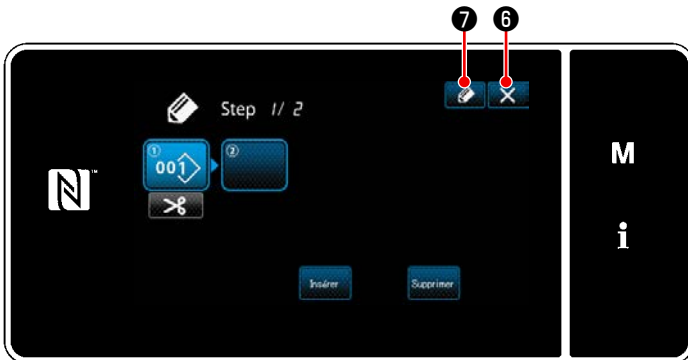 ❼ ❻
Step 1/ 2
① ②
001
M
i
Insérer Supprimer